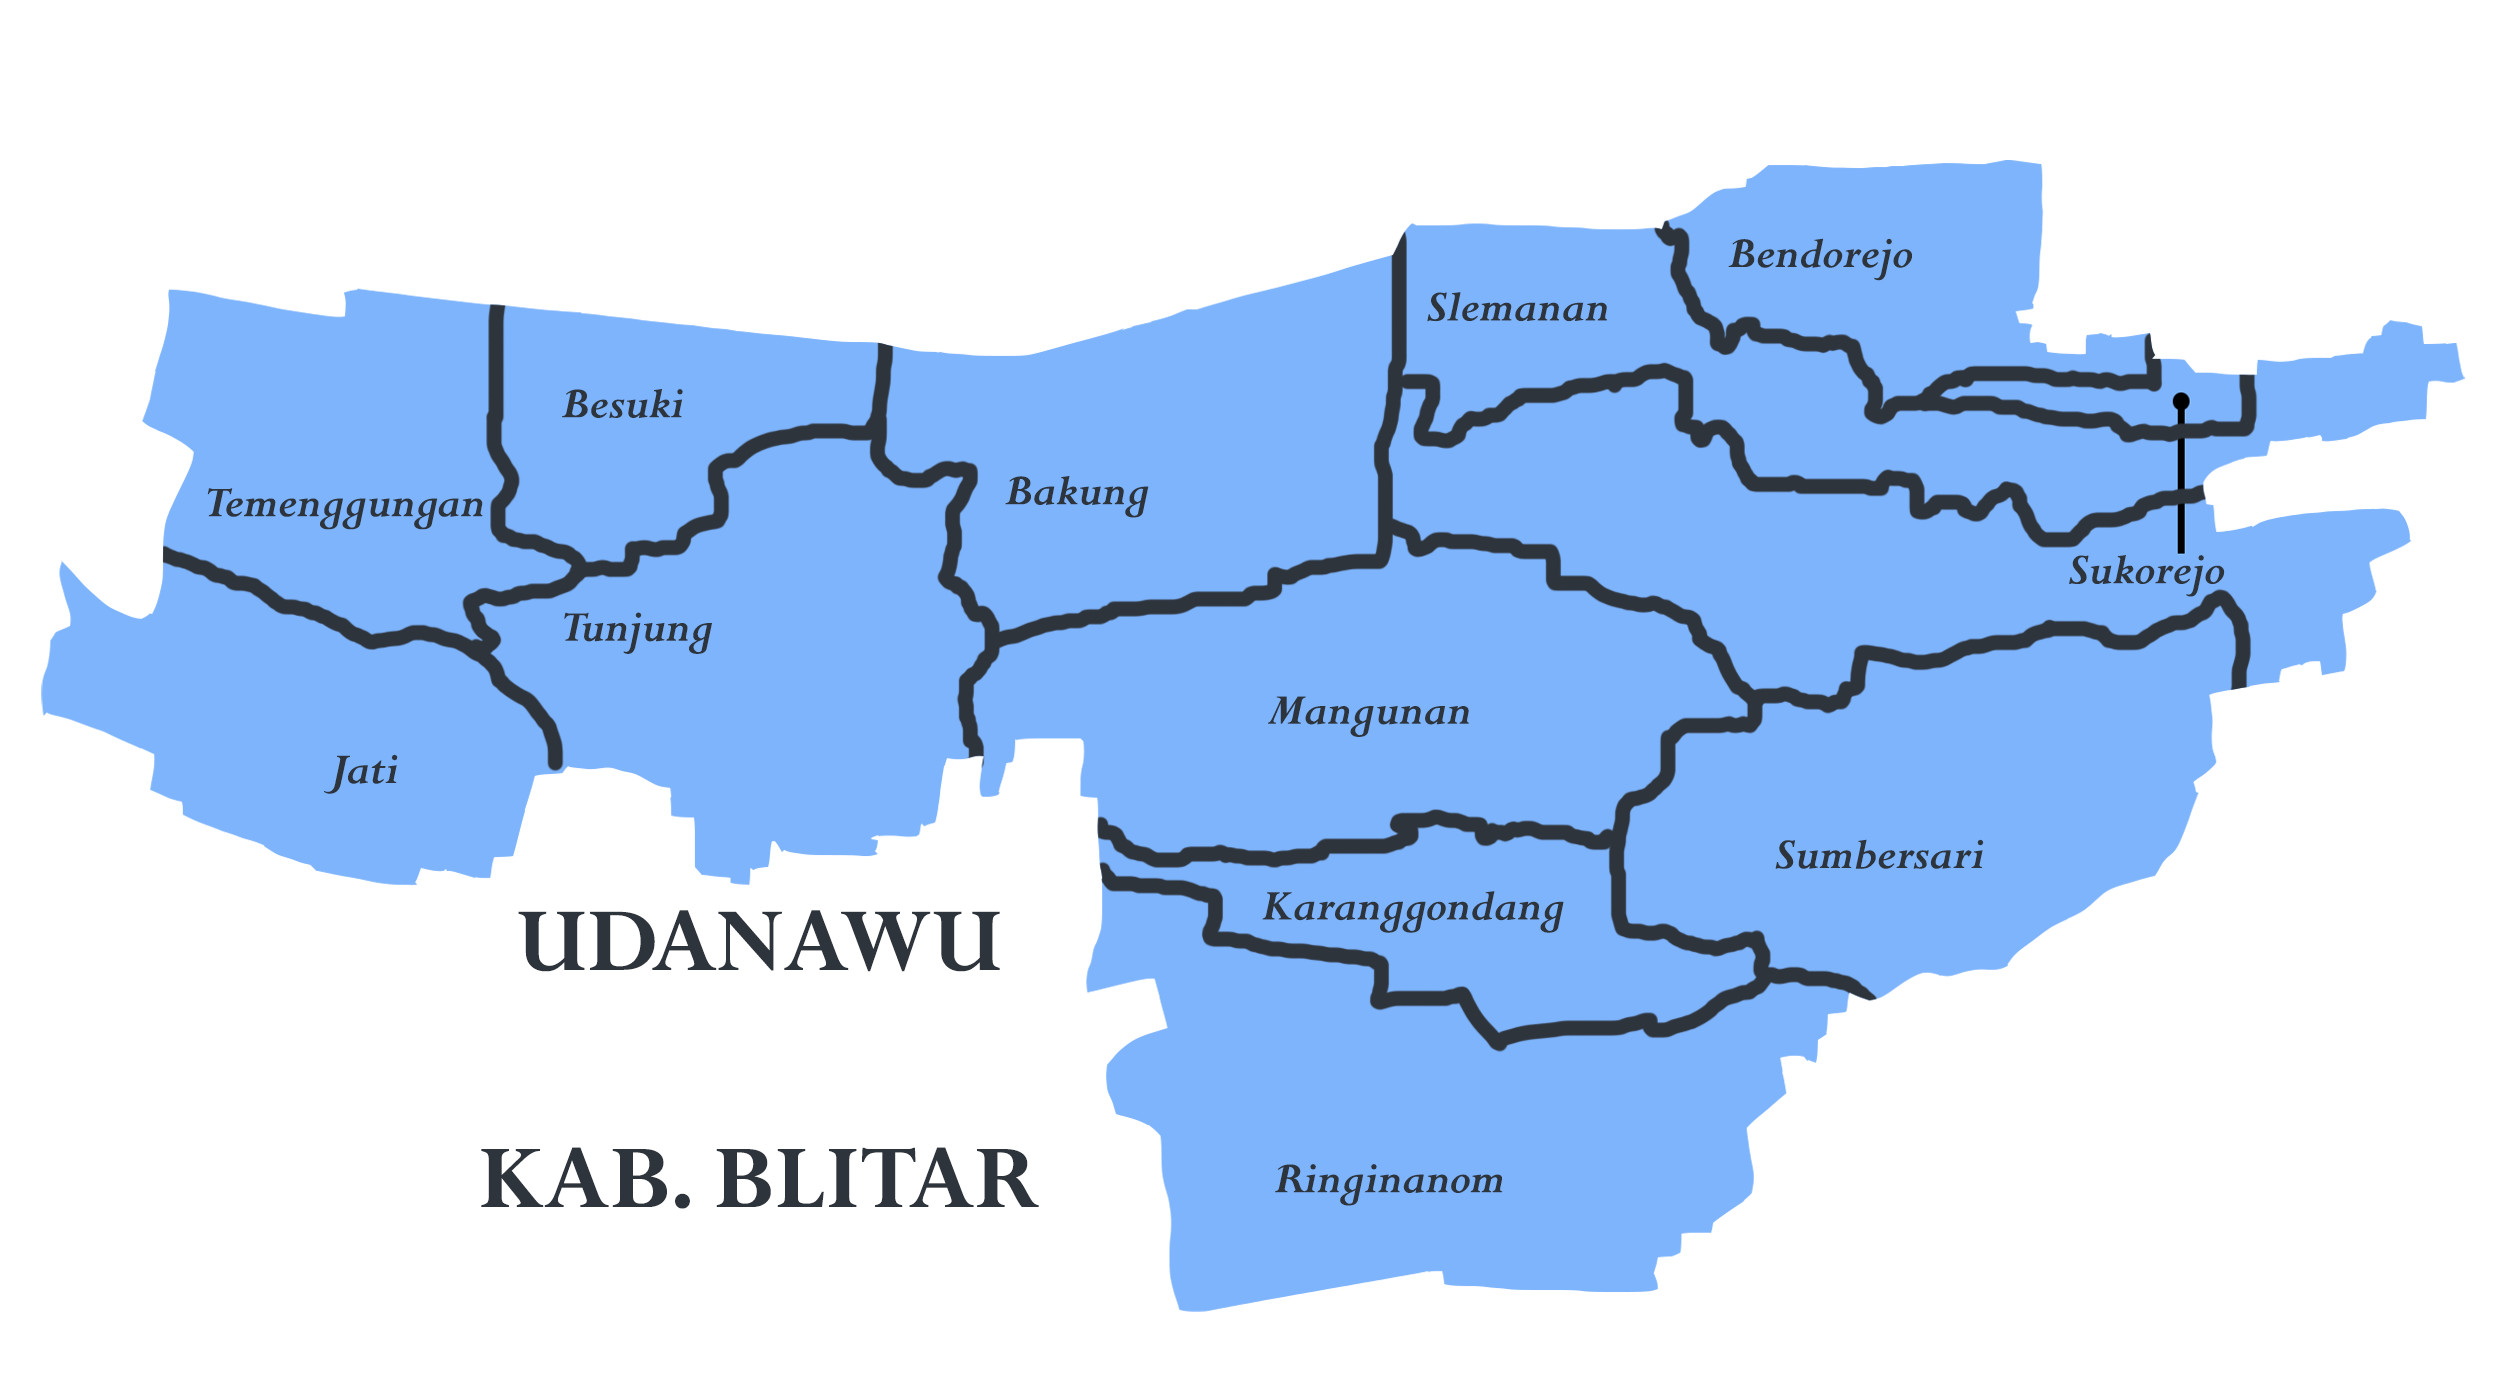 Bendorejo
Slemanan
Besuki
Bakung
Temenggungan
Sukorejo
Tunjung
Mangunan
Jati
Sumbersari
Karanggondang
UDANAWU
KAB. BLITAR
Ringinanom